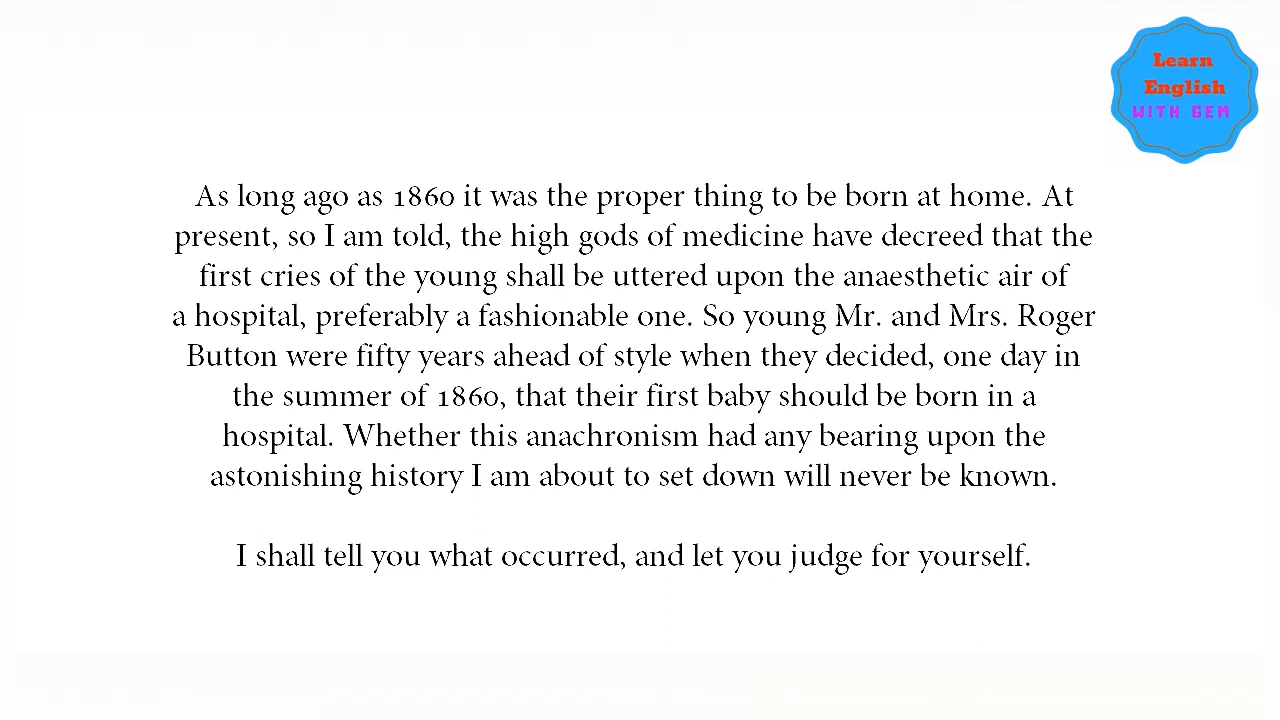 Learn
English
WITH GEM
As long ago as 1860 it was the proper thing to be born at home. At
present, so I am told, the high gods of medicine have decreed that the
first cries of the young shall be uttered upon the anaesthetic air of
a hospital, preferably a fashionable one. So young Mr. and Mrs. Roger
Button were fifty years ahead of style when they decided, one day in
the summer of 1860, that their first baby should be born in a
hospital. Whether this anachronism had any bearing upon the
astonishing history I am about to set down will never be known.
I shall tell you what occurred, and let you judge for yourself.